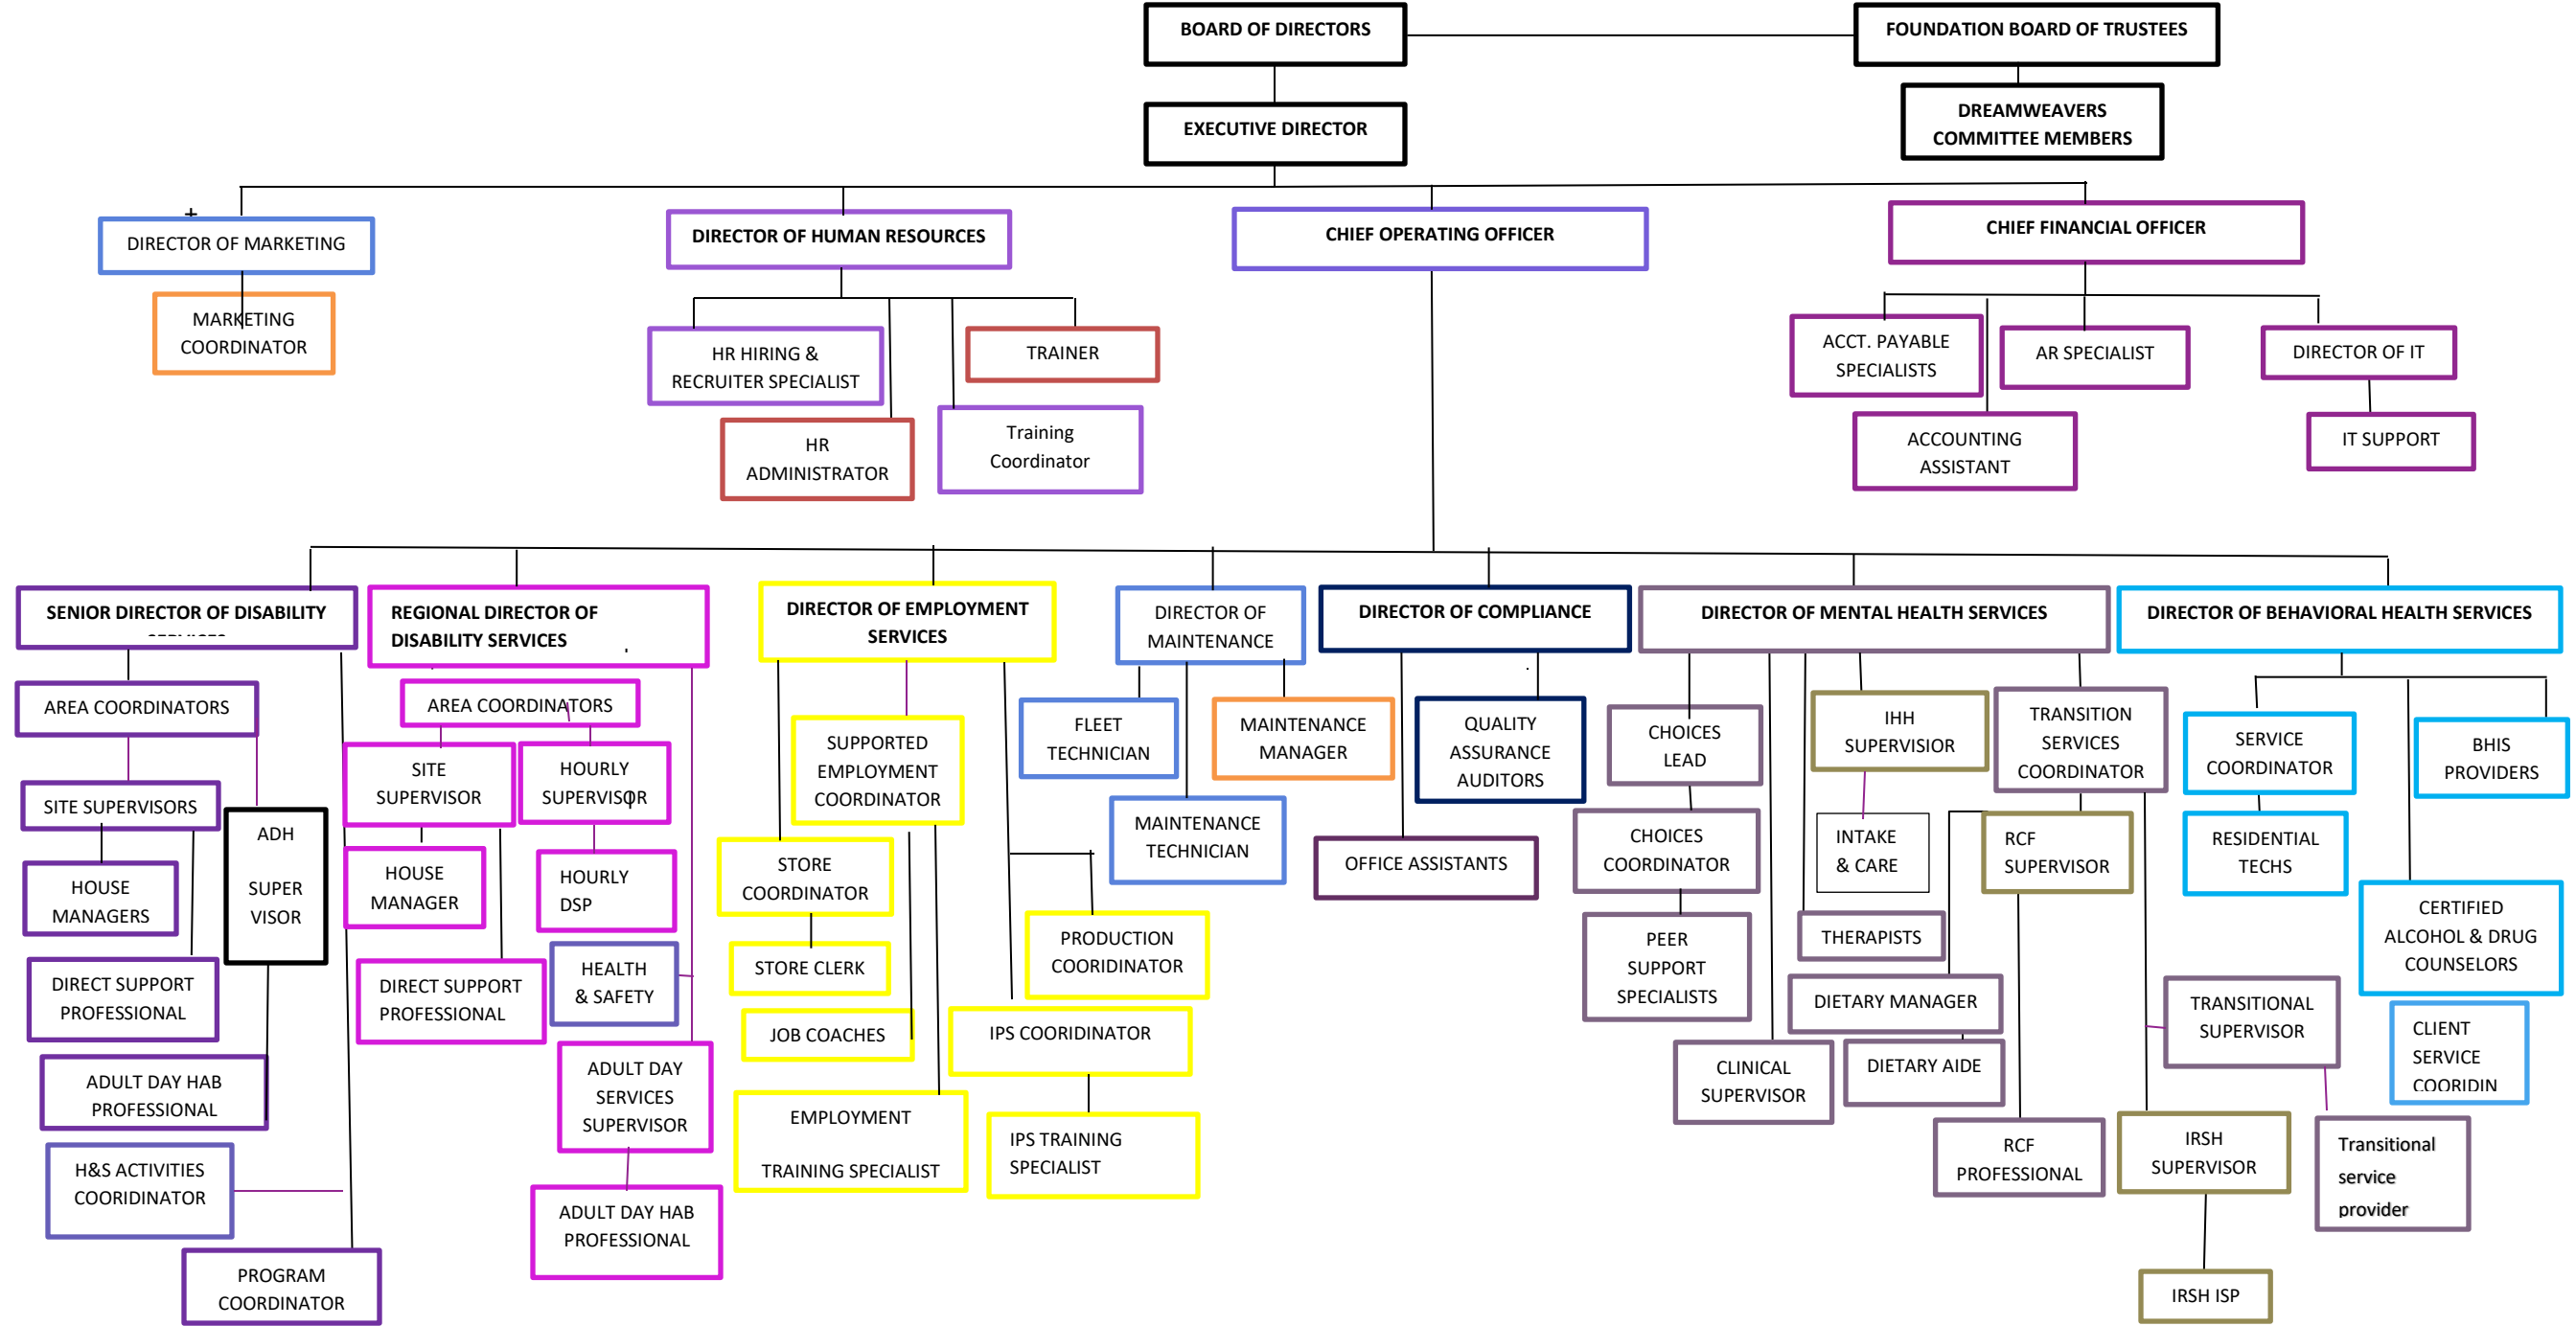 BOARD OF DIRECTORS
FOUNDATION BOARD OF TRUSTEES
EXECUTIVE DIRECTOR
DREAMWEAVERS
COMMITTEE MEMBERS
DIRECTOR OF MARKETING
DIRECTOR OF HUMAN RESOURCES
CHIEF OPERATING OFFICER
CHIEF FINANCIAL OFFICER
MARKETING
COORDINATOR
HR HIRING &
RECRUITER SPECIALIST
TRAINER
HR
ADMINISTRATOR
Training
Coordinator
ACCT. PAYABLE
SPECIALISTS
AR SPECIALIST
DIRECTOR OF IT
ACCOUNTING
ASSISTANT
IT SUPPORT
SENIOR DIRECTOR OF DISABILITY
REGIONAL DIRECTOR OF
DISABILITY SERVICES
DIRECTOR OF EMPLOYMENT
SERVICES
DIRECTOR OF
MAINTENANCE
DIRECTOR OF COMPLIANCE
DIRECTOR OF MENTAL HEALTH SERVICES
DIRECTOR OF BEHAVIORAL HEALTH SERVICES
AREA COORDINATORS
SITE SUPERVISORS
ADH
SUPER
VISOR
HOUSE
MANAGERS
DIRECT SUPPORT
PROFESSIONAL
ADULT DAY HAB
PROFESSIONAL
H&S ACTIVITIES
COORIDINATOR
PROGRAM
COORDINATOR
AREA COORDINATORS
SITE
SUPERVISOR
HOURLY
SUPERVISOR
HOUSE
MANAGER
HOURLY
DSP
DIRECT SUPPORT
PROFESSIONAL
HEALTH
& SAFETY
ADULT DAY
SERVICES
SUPERVISOR
ADULT DAY HAB
PROFESSIONAL
SUPPORTED
EMPLOYMENT
COORDINATOR
STORE
COORDINATOR
STORE CLERK
JOB COACHES
EMPLOYMENT
TRAINING SPECIALIST
PRODUCTION
COORIDINATOR
IPS COORIDINATOR
IPS TRAINING
SPECIALIST
FLEET
TECHNICIAN
MAINTENANCE
MANAGER
MAINTENANCE
TECHNICIAN
QUALITY
ASSURANCE
AUDITORS
OFFICE ASSISTANTS
CHOICES
LEAD
CHOICES
COORDINATOR
PEER
SUPPORT
SPECIALISTS
CLINICAL
SUPERVISOR
THERAPISTS
IHH
SUPERVISIOR
INTAKE
& CARE
TRANSITION
SERVICES
COORDINATOR
RCF
SUPERVISOR
DIETARY MANAGER
DIETARY AIDE
RCF
PROFESSIONAL
TRANSITIONAL
SUPERVISOR
IRSH
SUPERVISOR
Transitional
service
provider
IRSH ISP
SERVICE
COORDINATOR
RESIDENTIAL
TECHS
BHIS
PROVIDERS
CERTIFIED
ALCOHOL & DRUG
COUNSELORS
CLIENT
SERVICE
COORIDIN